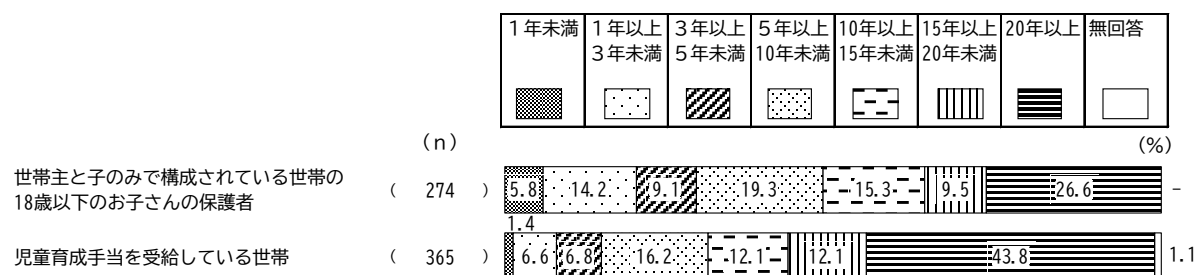 1年未満 1年以上 3年以上 5年以上 10年以上 15年以上 20年以上 無回答
3年未満 5年未満 10年未満 15年未満 20年未満
(n) (%)
世帯主と子のみで構成されている世帯の
18歳以下のお子さんの保護者 ( 274 ) 5.8 14.2 9.1 19.3 15.3 9.5 26.6 -
1.4
児童育成手当を受給している世帯 ( 365 ) 6.6 6.8 16.2 12.1 12.1 43.8 1.1